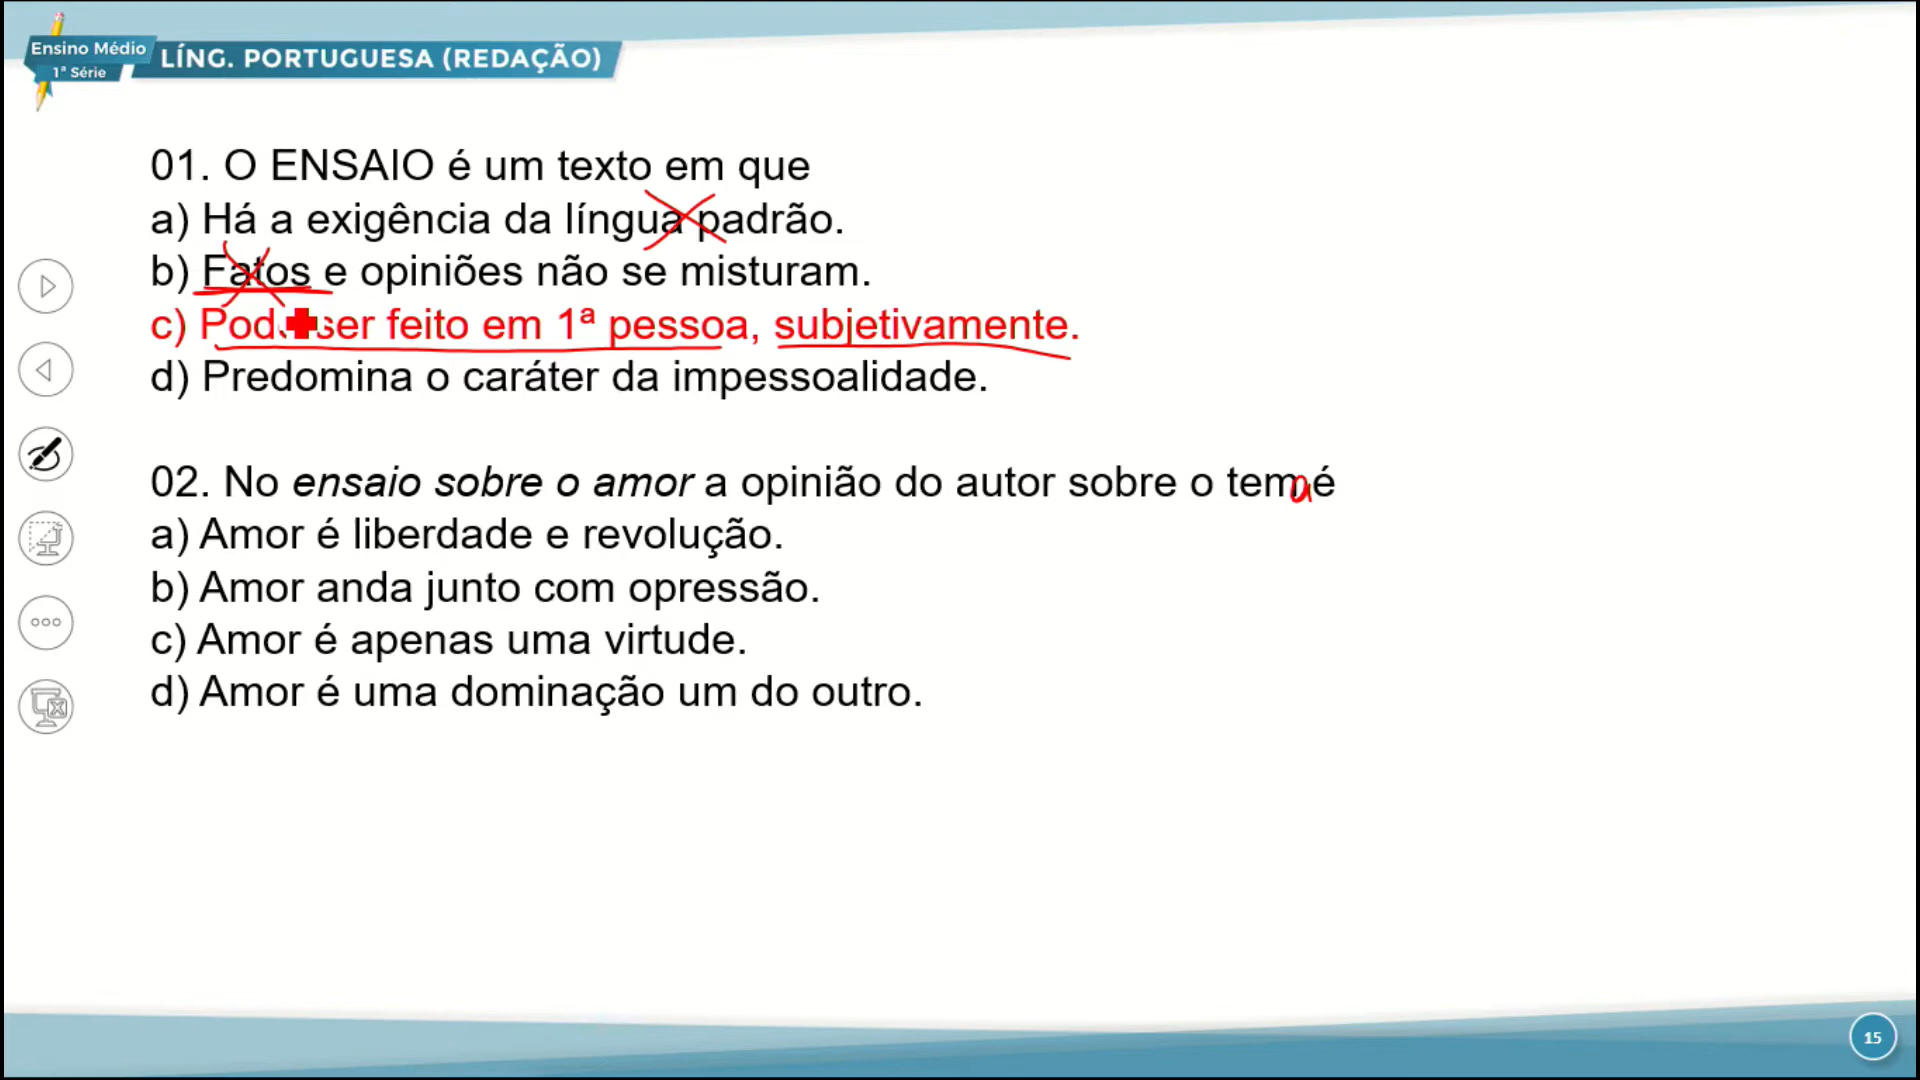 Ensino Médio
1ª Série
LÍNG. PORTUGUESA (REDAÇÃO)
01. O ENSAIO é um texto em que
a) Há a exigência da língua padrão.
b) Fatos e opiniões não se misturam.
c) Pode ser feito em 1ª pessoa, subjetivamente.
d) Predomina o caráter da impessoalidade.
02. No ensaio sobre o amor a opinião do autor sobre o tema é
a) Amor é liberdade e revolução.
b) Amor anda junto com opressão.
c) Amor é apenas uma virtude.
d) Amor é uma dominação um do outro.
15